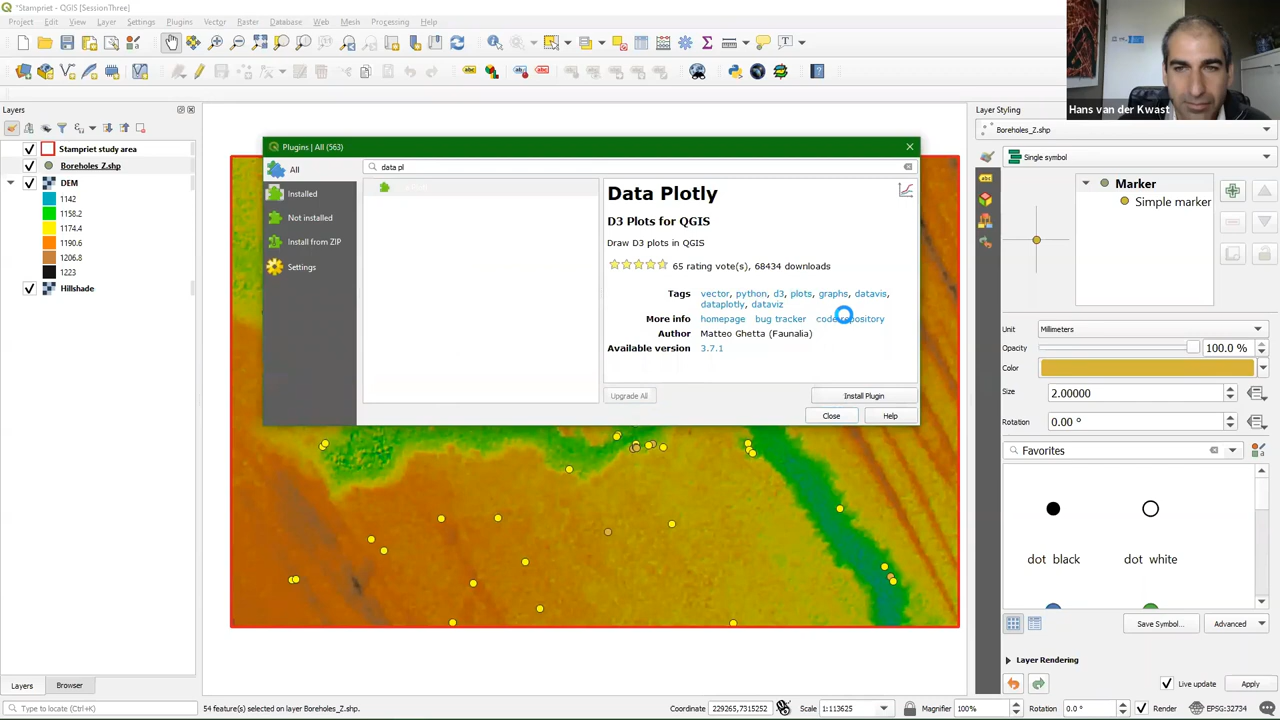 *Stampriet - QGIS [SessionThree]
Project Edit View Layer Settings Plugins Vector Raster Database Web Mesh Processing Help
Hans van der Kwast
Layers
Stampriet study area
Boreholes_Z.shp
DEM
1142
1158.2
1174.4
1190.6
1206.8
1223
Hillshade
Layers Browser
Plugins | All (563)
All
Installed
Not installed
Install from ZIP
Settings
data pl
Data Plotly
D3 Plots for QGIS
Draw D3 plots in QGIS
65 rating vote(s), 68434 downloads
Tags vector, python, d3, plots, graphs, datavis,
dataplotly, dataviz
More info homepage bug tracker code repository
Author Matteo Ghetta (Faunalia)
Available version 3.7.1
Upgrade All Install Plugin
Close Help
Layer Styling
Boreholes_Z.shp
Single symbol
Marker
Simple marker
Unit Millimeters
Opacity 100.0 %
Color
Size 2.00000
Rotation 0.00 °
Favorites
dot black dot white
Save Symbol... Advanced
Layer Rendering
Live update Apply
Type to locate (Ctrl+K) 54 feature(s) selected on layer Boreholes_Z.shp. Coordinate 229265,7315252 Scale 1:113625 Magnifier 100% Rotation 0.0 ° Render EPSG:32734